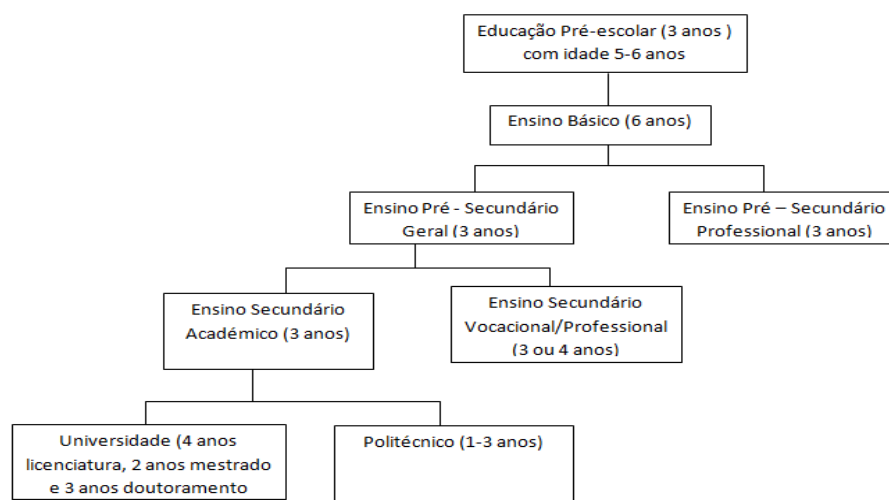 Educação Pré-escolar (3 anos )
com idade 5-6 anos
Ensino Básico (6 anos)
Ensino Pré - Secundário
Geral (3 anos)
Ensino Pré – Secundário
Professional (3 anos)
Ensino Secundário
Académico (3 anos)
Ensino Secundário
Vocacional/Professional
(3 ou 4 anos)
Universidade (4 anos
licenciatura, 2 anos mestrado
e 3 anos doutoramento
Politécnico (1-3 anos)